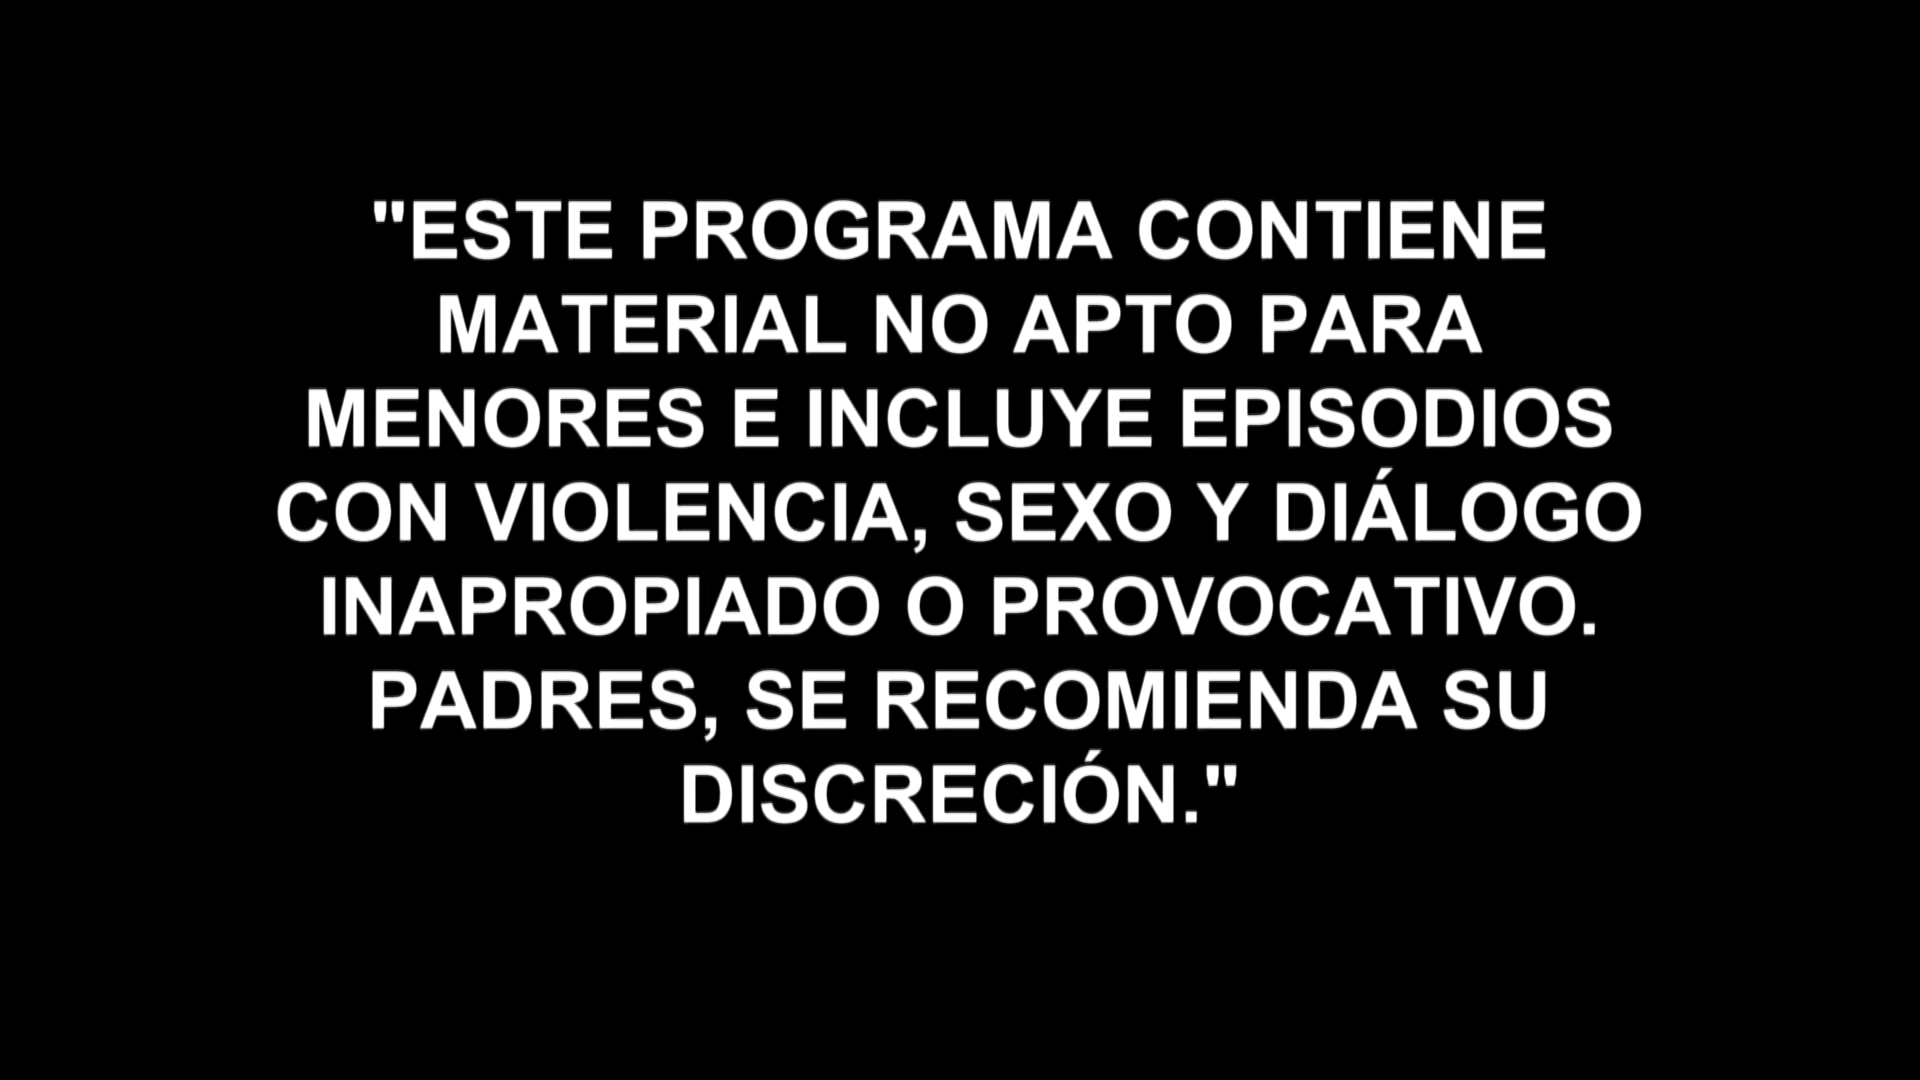 "ESTE PROGRAMA CONTIENE
MATERIAL NO APTO PARA
MENORES E INCLUYE EPISODIOS
CON VIOLENCIA, SEXO Y DIÁLOGO
INAPROPIADO O PROVOCATIVO.
PADRES, SE RECOMIENDA SU
DISCRECIÓN."